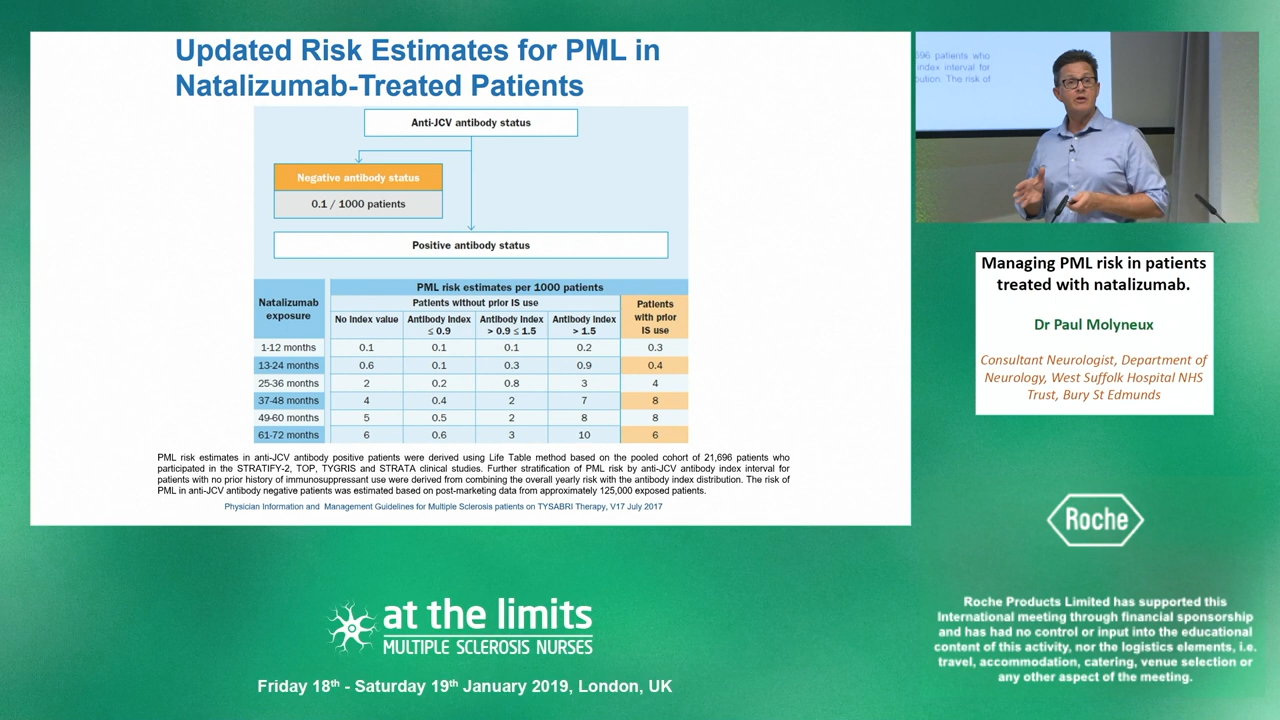 Updated Risk Estimates for PML in
Natalizumab-Treated Patients
Anti-JCV antibody status
Negative antibody status
0.1 / 1000 patients
Positive antibody status
Natalizumab
exposure
PML risk estimates per 1000 patients
Patients without prior IS use
Patients
with prior
IS use
No Index value
Antibody Index
≤ 0.9
Antibody Index
> 0.9 ≤ 1.5
Antibody Index
> 1.5
1-12 months 0.1 0.1 0.1 0.2 0.3
13-24 months 0.6 0.1 0.3 0.9 0.4
25-36 months 2 0.2 0.8 3 4
37-48 months 4 0.4 2 7 8
49-60 months 5 0.5 2 8 8
61-72 months 6 0.6 3 10 6
PML risk estimates in anti-JCV antibody positive patients were derived using Life Table method based on the pooled cohort of 21,696 patients who
participated in the STRATIFY-2, TOP, TYGRIS and STRATA clinical studies. Further stratification of PML risk by anti-JCV antibody index interval for
patients with no prior history of immunosuppressant use were derived from combining the overall yearly risk with the antibody index distribution. The risk of
PML in anti-JCV antibody negative patients was estimated based on post-marketing data from approximately 125,000 exposed patients.
Physician Information and Management Guidelines for Multiple Sclerosis patients on TYSABRI Therapy, V17 July 2017
696 patients who
index interval for
bution. The risk of
Managing PML risk in patients
treated with natalizumab.
Dr Paul Molyneux
Consultant Neurologist, Department of
Neurology, West Suffolk Hospital NHS
Trust, Bury St Edmunds
Roche
Roche Products Limited has supported this
International meeting through financial sponsorship
and has had no control or input into the educational
content of this activity, nor the logistics elements, i.e.
travel, accommodation, catering, venue selection or
any other aspect of the meeting.
at the limits
MULTIPLE SCLEROSIS NURSES
Friday 18th - Saturday 19th January 2019, London, UK